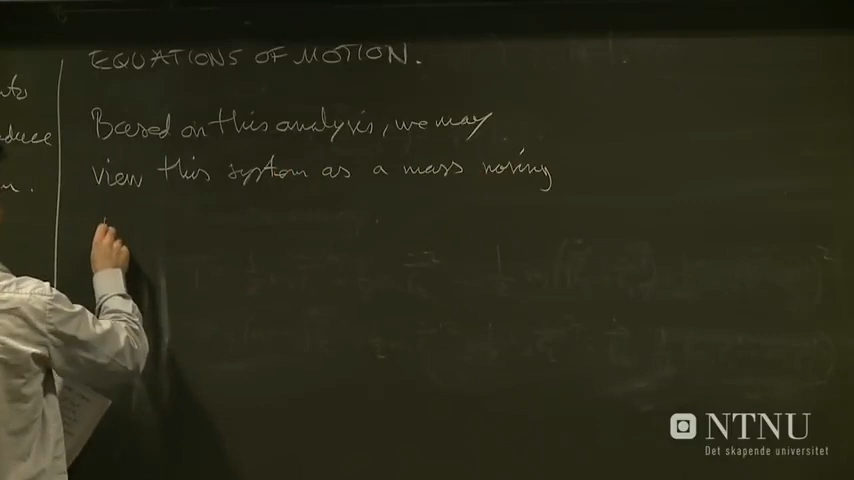 EQUATIONS OF MOTION.
Based on this analysis, we may
view this system as a mass moving
NTNU
Det skapende universitet